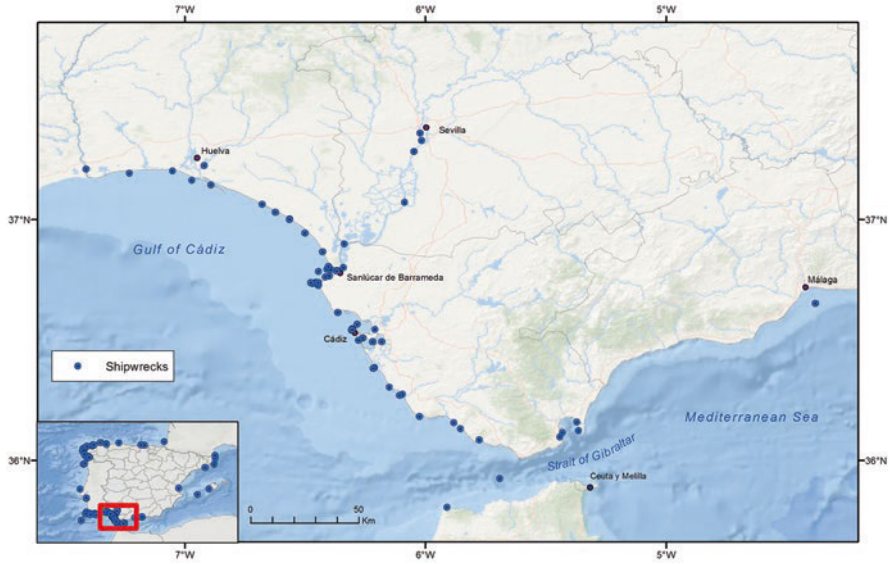 7°W 6°W 5°W
Sevilla
Huelva
37°N 37°N
Gulf of Cádiz
Sanlúcar de Barrameda
Málaga
Cádiz
Shipwrecks
Mediterranean Sea
36°N 36°N
Strait of Gibraltar
Ceuta y Melilla
0 50
Km
7°W 6°W 5°W